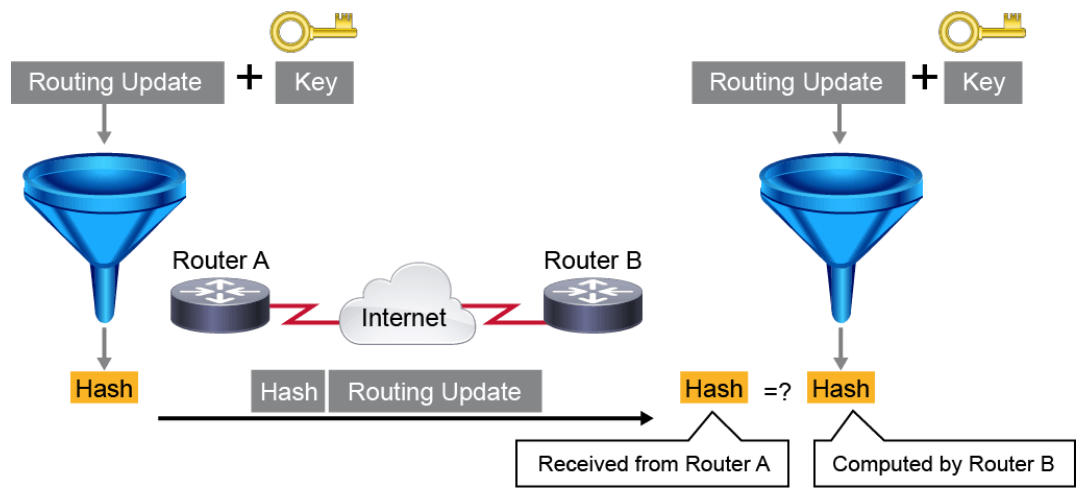 Routing Update + Key
Routing Update + Key
Router A
Router B
Internet
Hash
Hash Routing Update
Hash =? Hash
Received from Router A
Computed by Router B